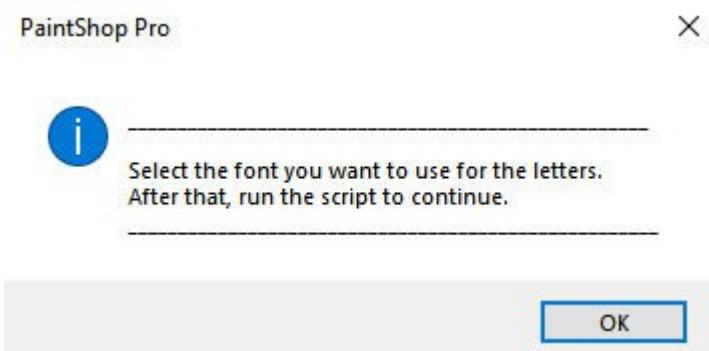 PaintShop Pro
Select the font you want to use for the letters.
After that, run the script to continue.
OK